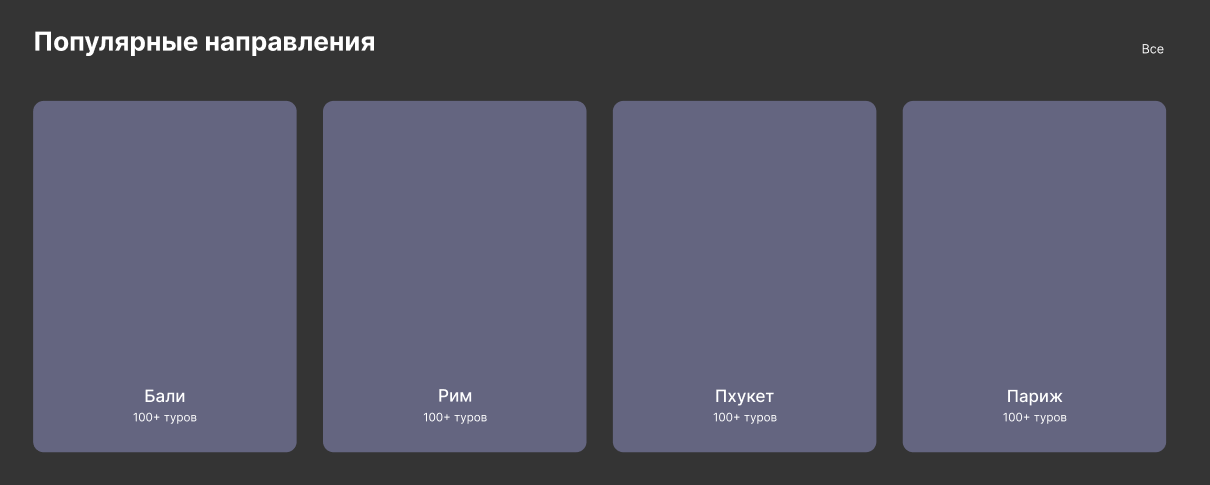 Популярные направления
Все
Бали
100+ туров
Рим
100+ туров
Пхукет
100+ туров
Париж
100+ туров